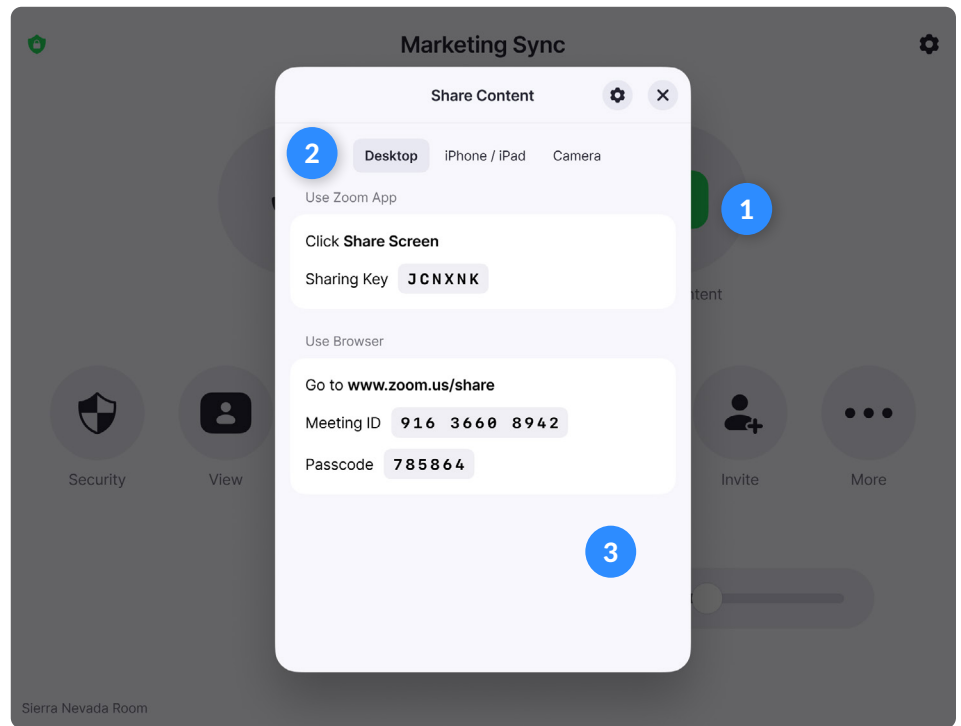 Marketing Sync
Share Content
2
Desktop iPhone / iPad Camera
1
Use Zoom App
Click Share Screen
Sharing Key JCNXNK
ntent
Use Browser
Go to www.zoom.us/share
Meeting ID 916 3660 8942
Passcode 785864
Security View Invite More
3
Sierra Nevada Room